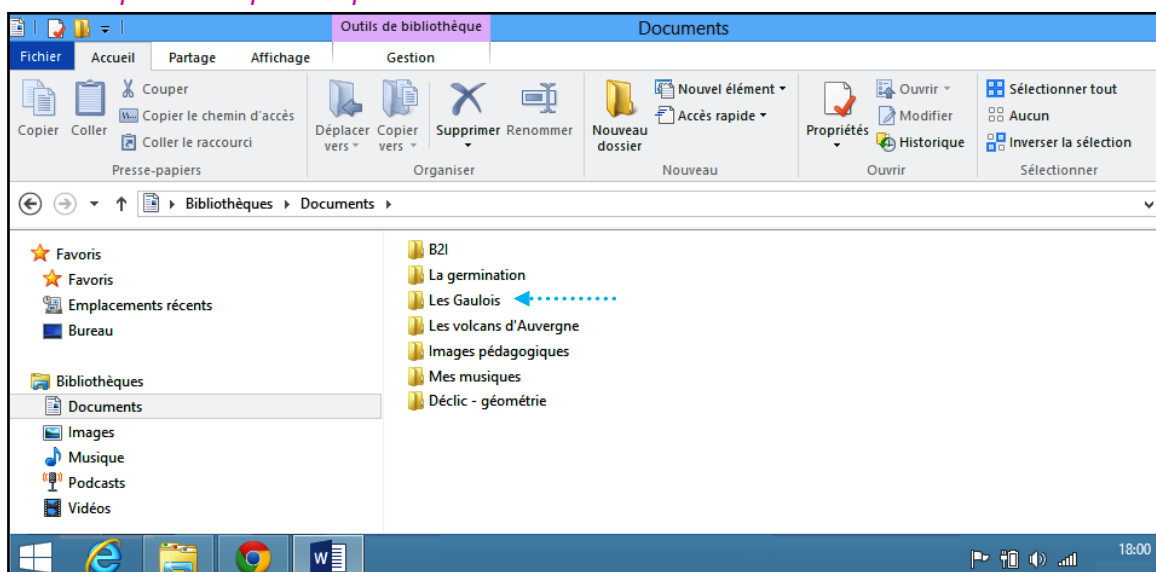 Outils de bibliothèque Documents
Fichier Accueil Partage Affichage Gestion
Copier
Coller
Couper
Copier le chemin d'accès
Coller le raccourci
Presse-papiers
Déplacer vers
Copier vers
Supprimer
Renommer
Organiser
Nouveau dossier
Nouvel élément
Accès rapide
Nouveau
Propriétés
Ouvrir
Modifier
Historique
Ouvrir
Sélectionner tout
Aucun
Inverser la sélection
Sélectionner
Bibliothèques Documents
Favoris
Favoris
Emplacements récents
Bureau
Bibliothèques
Documents
Images
Musique
Podcasts
Vidéos
B2I
La germination
Les Gaulois
Les volcans d'Auvergne
Images pédagogiques
Mes musiques
Déclic - géométrie
W
18:00